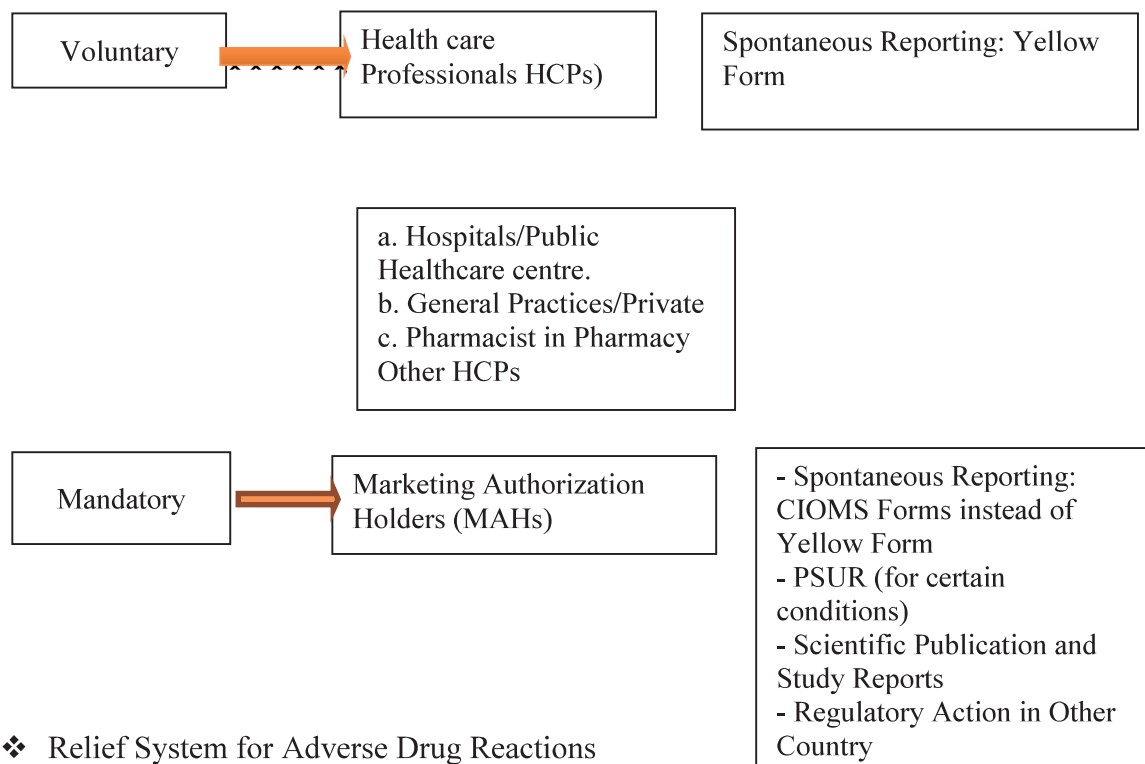 Voluntary
Health care
Professionals HCPs)
Spontaneous Reporting: Yellow
Form
a. Hospitals/Public
Healthcare centre.
b. General Practices/Private
c. Pharmacist in Pharmacy
Other HCPs
Mandatory
Marketing Authorization
Holders (MAHs)
- Spontaneous Reporting:
CIOMS Forms instead of
Yellow Form
- PSUR (for certain
conditions)
- Scientific Publication and
Study Reports
- Regulatory Action in Other
Country
❖ Relief System for Adverse Drug Reactions